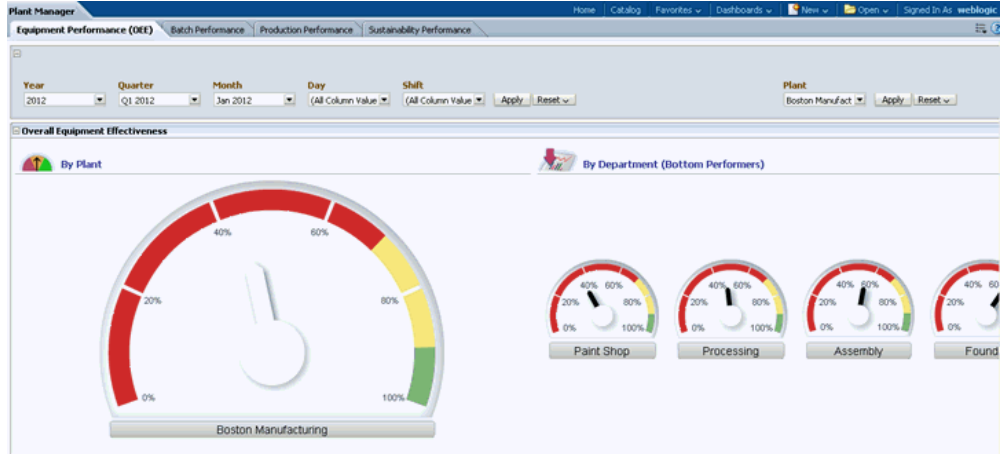 Plant Manager Home Catalog Favorites Dashboards New Open Signed In As weblogic
Equipment Performance (OEE) Batch Performance Production Performance Sustainability Performance
Year Quarter Month Day Shift Plant
2012 Q1 2012 Jan 2012 (All Column Value (All Column Value Apply Reset Boston Manufact Apply Reset
Overall Equipment Effectiveness
By Plant
By Department (Bottom Performers)
40% 60%
20% 80%
0% 100%
Boston Manufacturing
40% 60% 40% 60% 40% 60% 40% 60
20% 80% 20% 80% 20% 80% 20%
0% 100% 0% 100% 0% 100% 0%
Paint Shop Processing Assembly Found